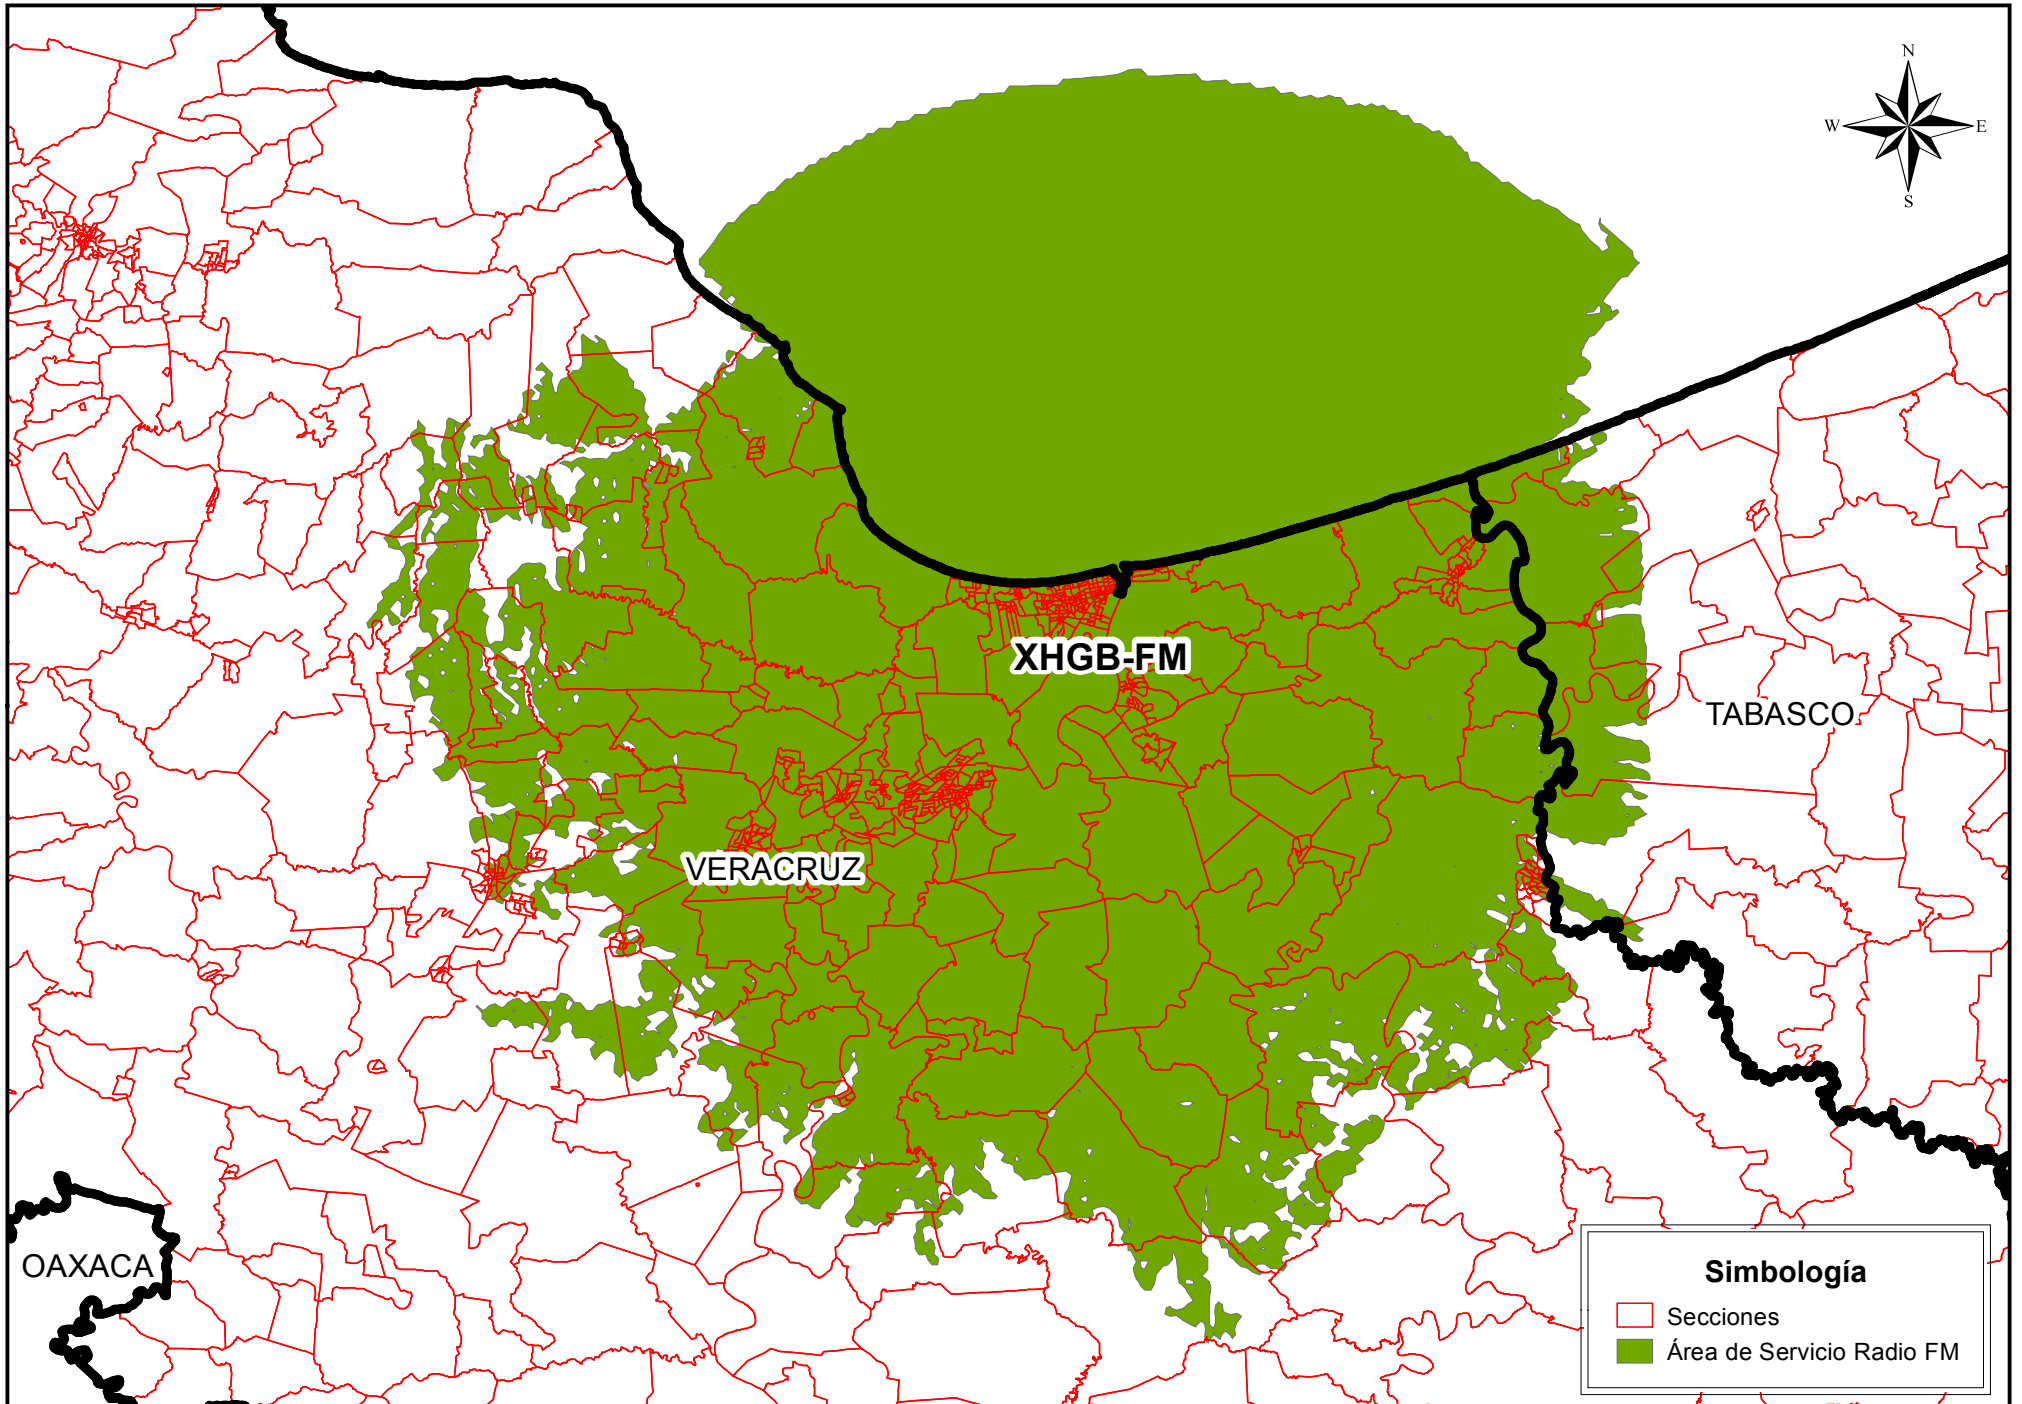 N
W E
S
XHGB-FM
TABASCO
VERACRUZ
OAXACA
Simbología
Secciones
Área de Servicio Radio FM